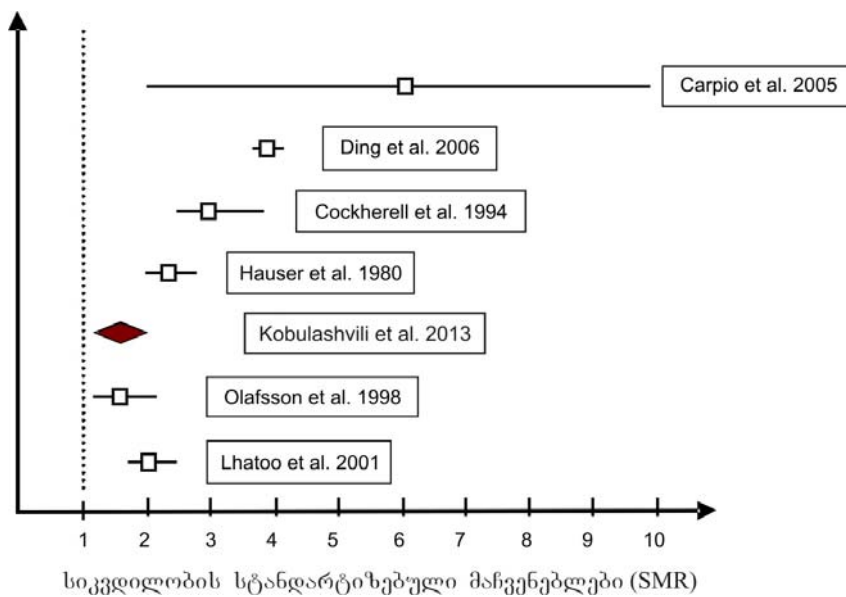 Carpio et al. 2005
Ding et al. 2006
Cockherell et al. 1994
Hauser et al. 1980
Kobulashvili et al. 2013
Olafsson et al. 1998
Lhatoo et al. 2001
1 2 3 4 5 6 7 8 9 10
სიკვდილობის სტანდარტიზებული მაჩვენებლები (SMR)